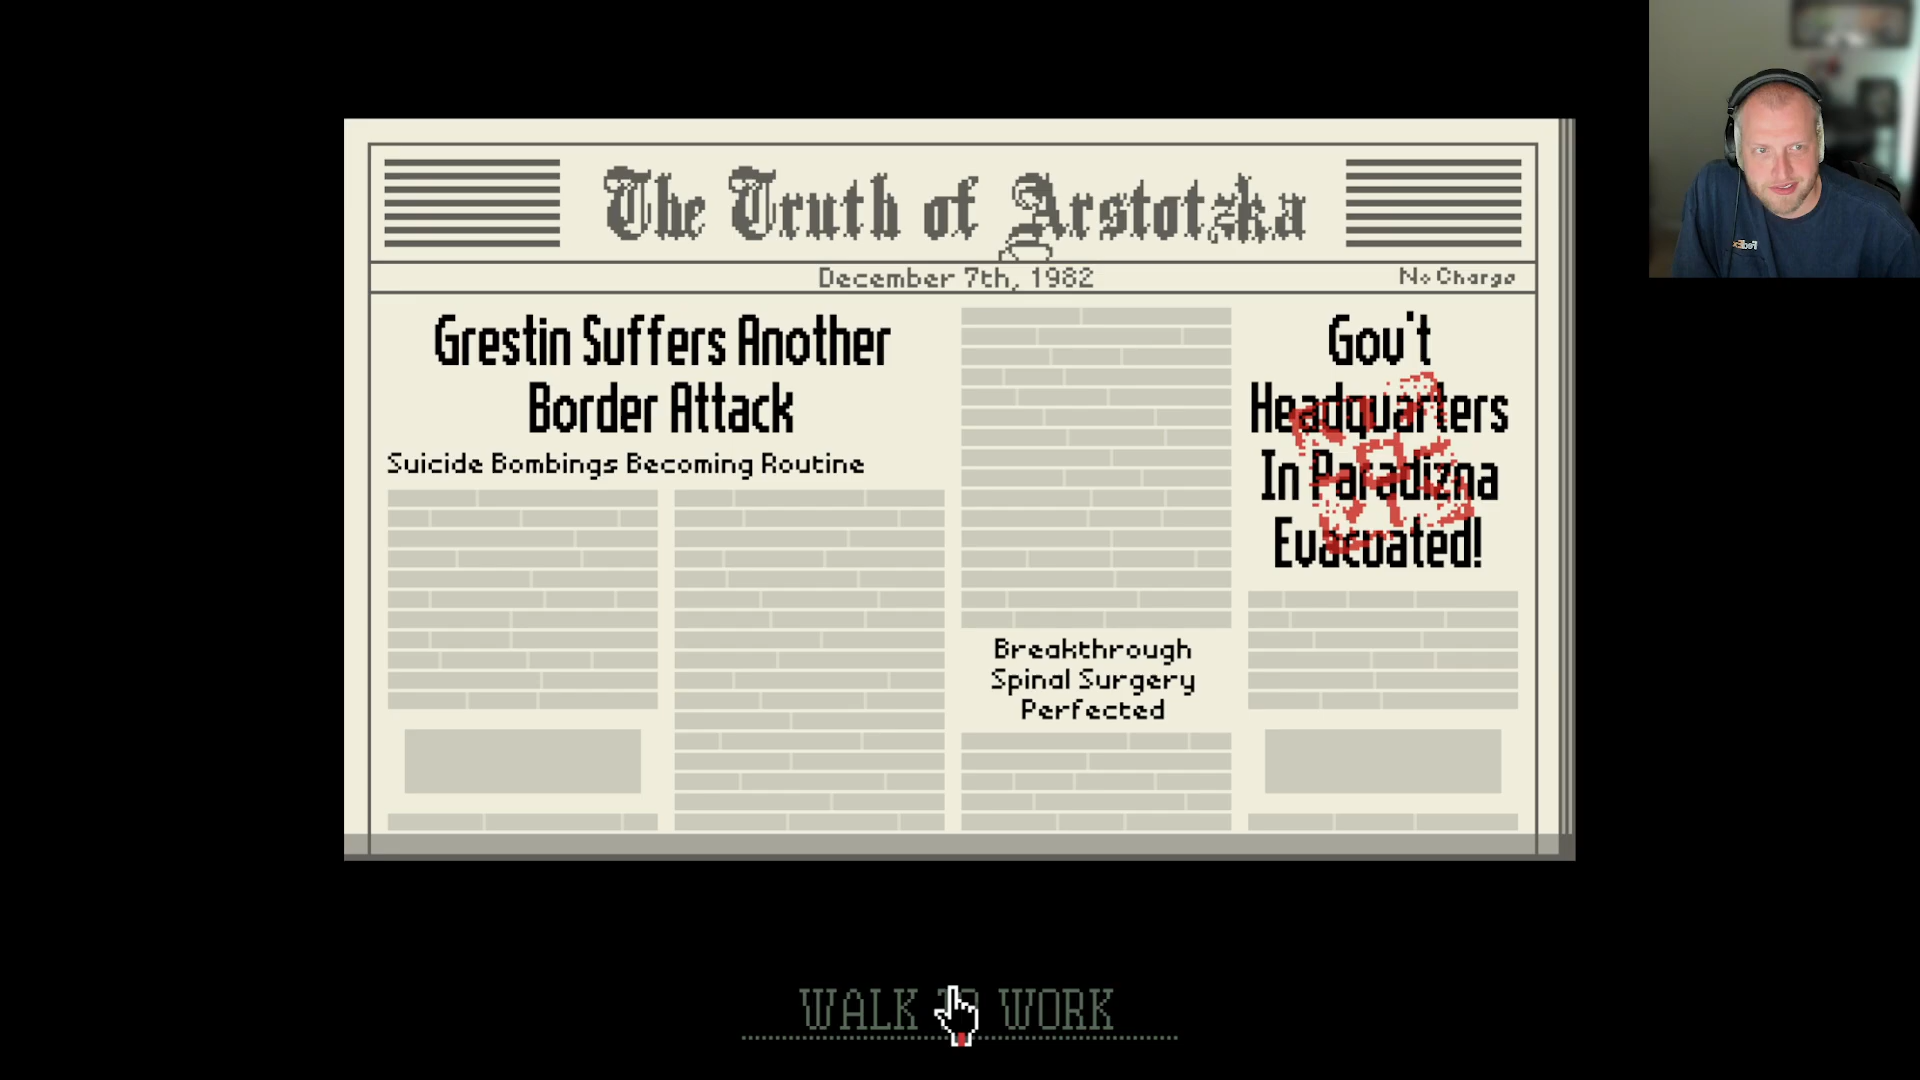 The Truth of Arstotzka
December 7th, 1982
No Charge
Grestin Suffers Another
Border Attack
Suicide Bombings Becoming Routine
Breakthrough
Spinal Surgery
Perfected
Gov't
Headquarters
In Paradizna
Evacuated!
WALK TO WORK
FedEx